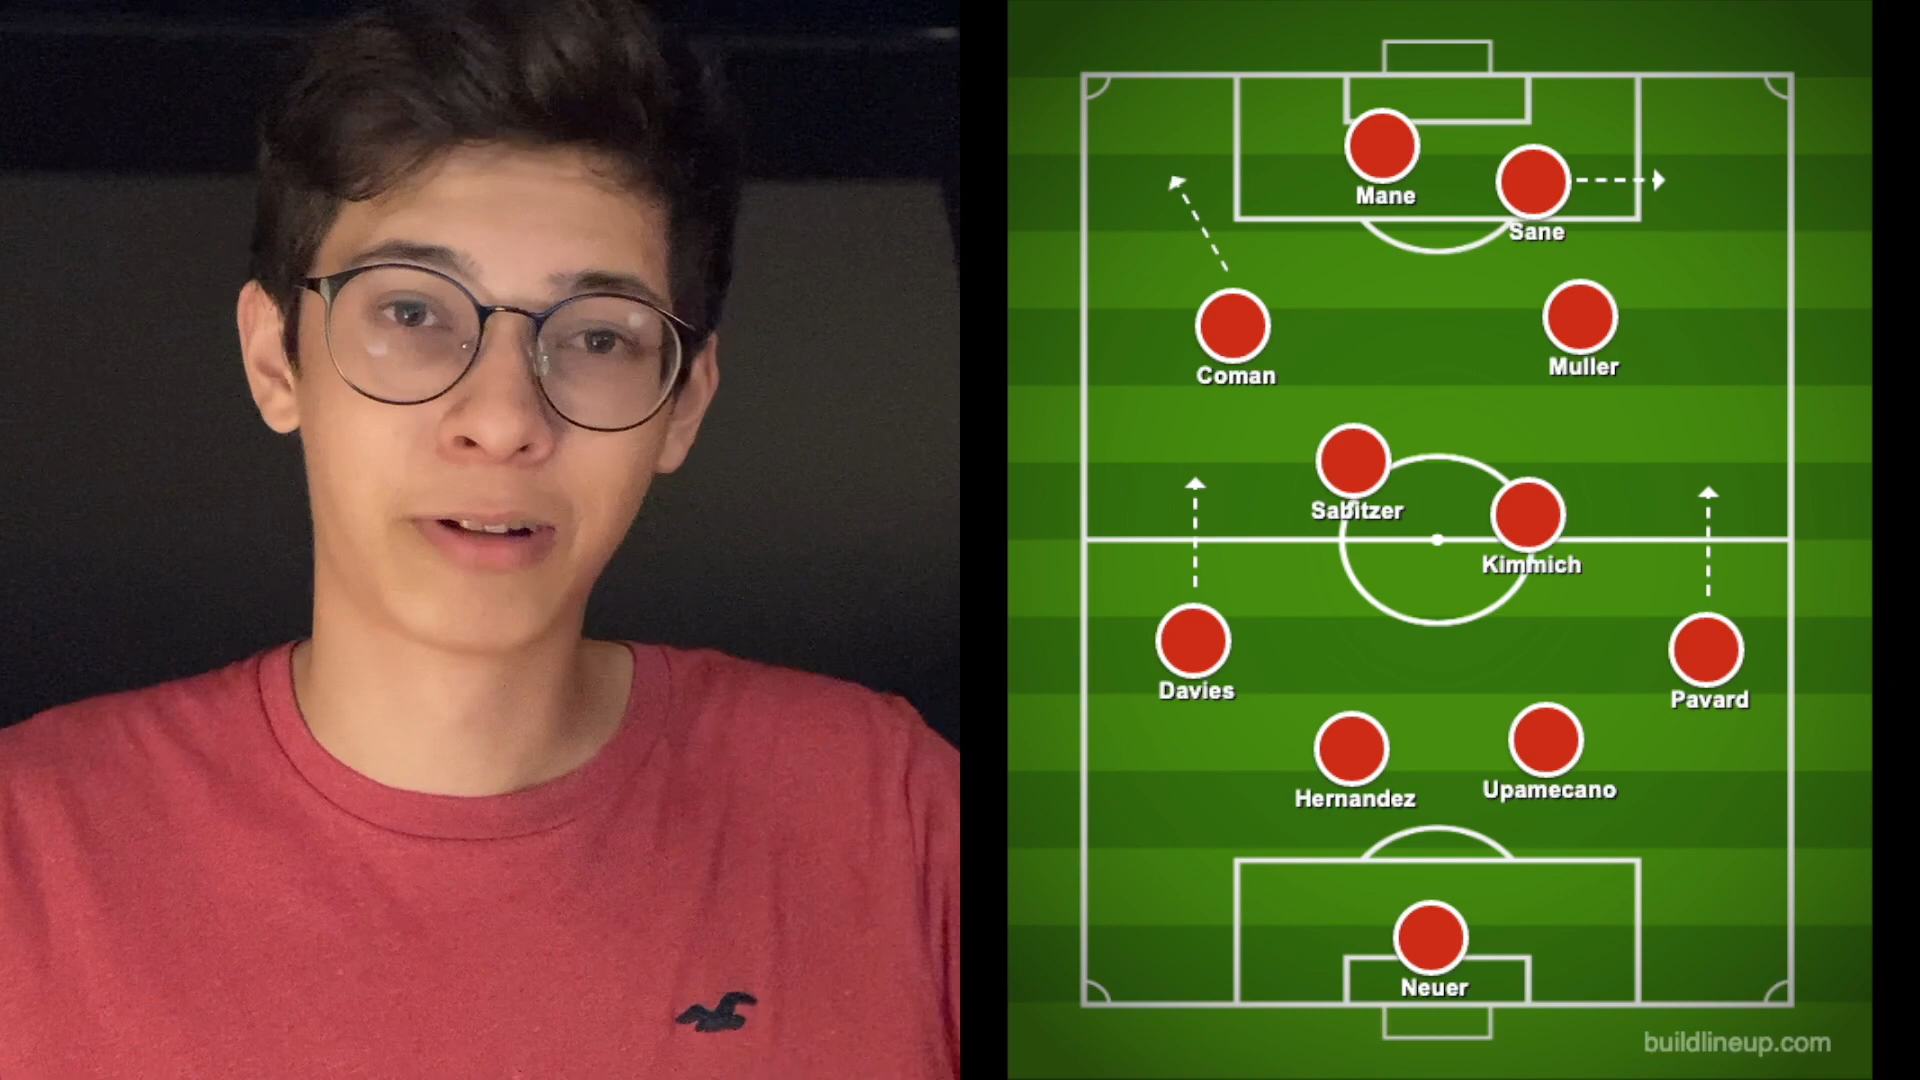 Mane
Sane
Coman
Muller
Sabitzer
Kimmich
Davies
Pavard
Hernandez
Upamecano
Neuer
buildlineup.com